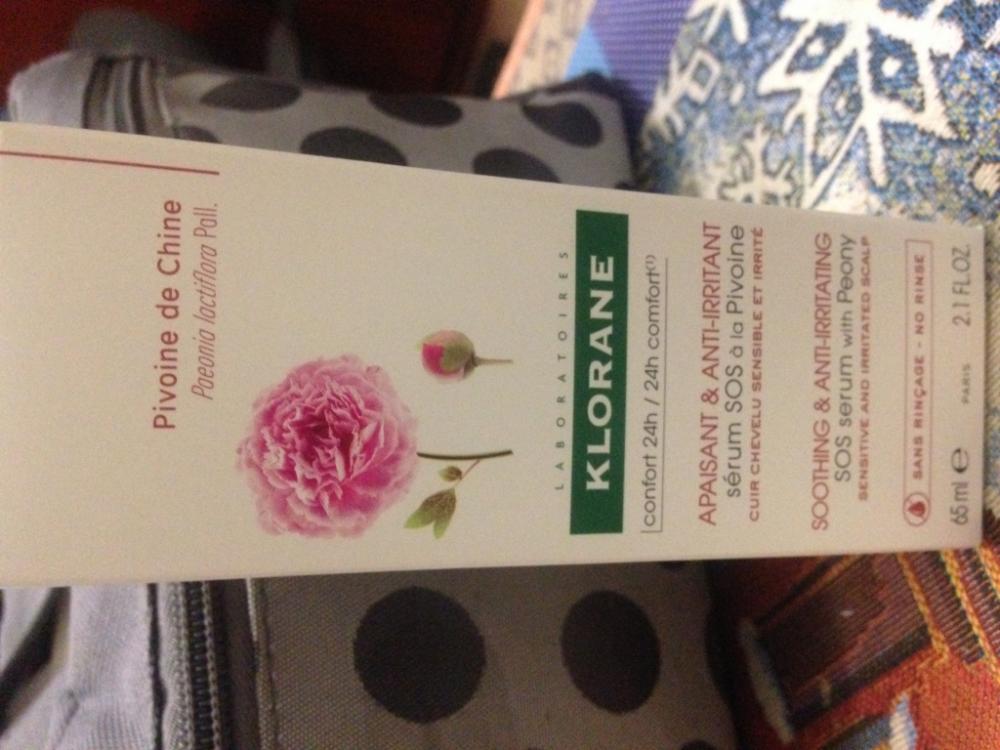 Pivoine de Chine
Paeonia lactiflora Pall.
LABORATOIRES
KLORANE
confort 24h / 24h comfort(1)
APAISANT & ANTI-IRRITANT
sérum SOS à la Pivoine
CUIR CHEVELU SENSIBLE ET IRRITÉ
SOOTHING & ANTI-IRRITATING
SOS serum with Peony
SENSITIVE AND IRRITATED SCALP
SANS RINÇAGE - NO RINSE
65 ml ℮ PARIS 2.1 FL.OZ.